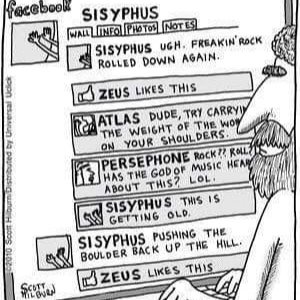 facebook
SISYPHUS
WALL INFO PHOTOS NOTES
SISYPHUS UGH. FREAKIN' ROCK
ROLLED DOWN AGAIN.
ZEUS LIKES THIS
ATLAS DUDE, TRY CARRYIN
THE WEIGHT OF THE WOR
ON YOUR SHOULDERS.
PERSEPHONE ROCK?? ROLL?
HAS THE GOD OF MUSIC HEAR
ABOUT THIS? LOL.
SISYPHUS THIS IS
GETTING OLD.
SISYPHUS PUSHING THE
BOULDER BACK UP THE HILL.
ZEUS LIKES THIS
SCOTT
HILBURN
©2010 Scott Hilburn/Distributed by Universal Uclick